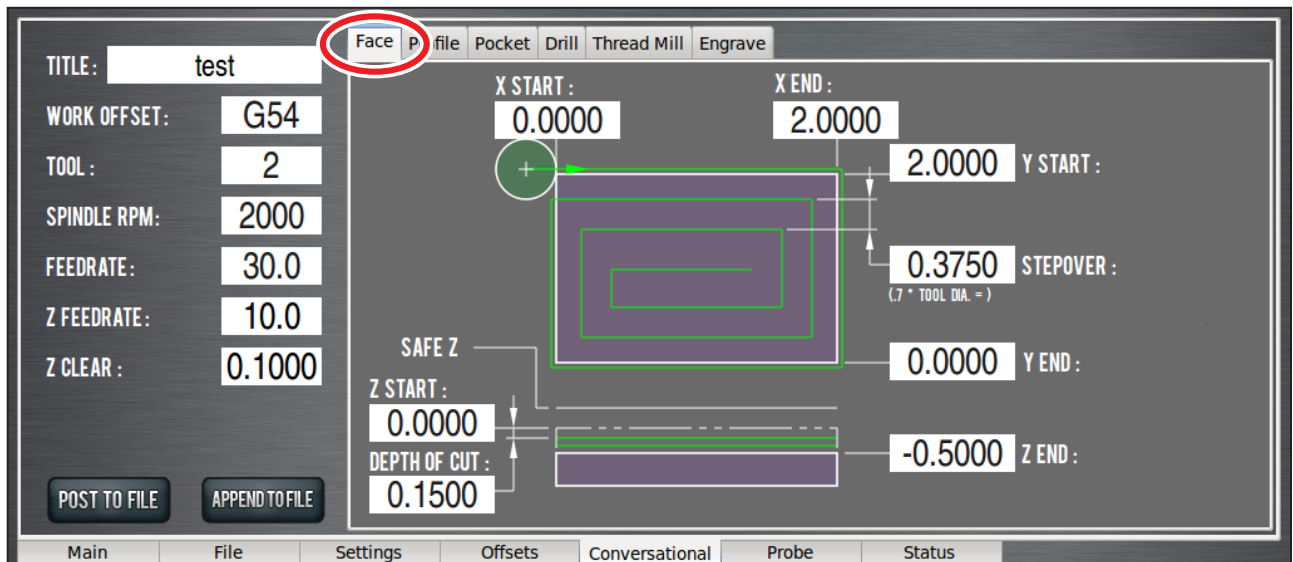 Face Profile Pocket Drill Thread Mill Engrave
TITLE: test
WORK OFFSET: G54
TOOL : 2
SPINDLE RPM: 2000
FEEDRATE: 30.0
Z FEEDRATE: 10.0
Z CLEAR : 0.1000
POST TO FILE APPEND TO FILE
X START : X END :
0.0000 2.0000
2.0000 Y START :
0.3750 STEPOVER :
(.7 * TOOL DIA. = )
SAFE Z
0.0000 Y END :
Z START :
0.0000
DEPTH OF CUT :
0.1500
-0.5000 Z END :
Main File Settings Offsets Conversational Probe Status